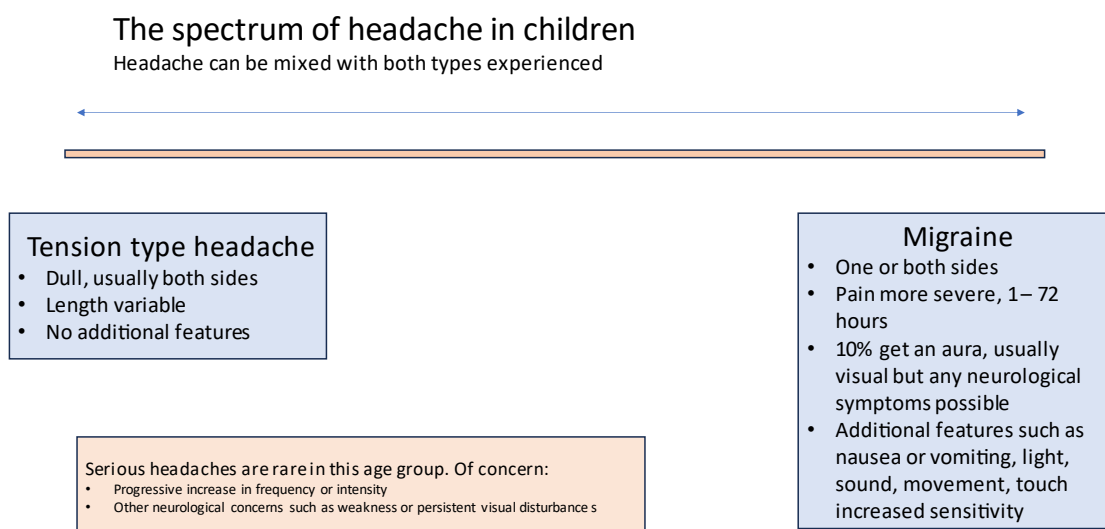 The spectrum of headache in children
Headache can be mixed with both types experienced
Tension type headache
• Dull, usually both sides
• Length variable
• No additional features
Migraine
• One or both sides
• Pain more severe, 1– 72
hours
• 10% get an aura, usually
visual but any neurological
symptoms possible
• Additional features such as
nausea or vomiting, light,
sound, movement, touch
increased sensitivity
Serious headaches are rare in this age group. Of concern:
• Progressive increase in frequency or intensity
• Other neurological concerns such as weakness or persistent visual disturbance s